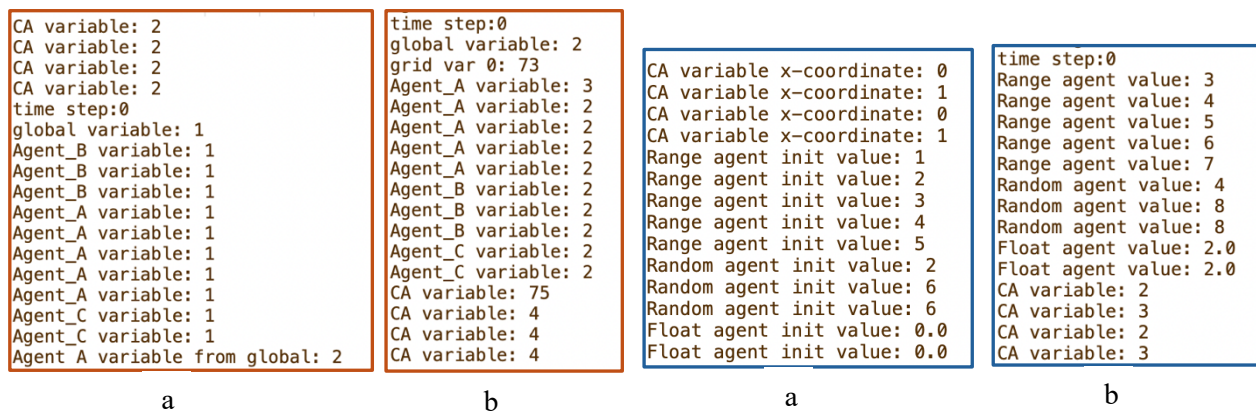 CA variable: 2
CA variable: 2
CA variable: 2
CA variable: 2
time step:0
global variable: 1
Agent_B variable: 1
Agent_B variable: 1
Agent_B variable: 1
Agent_A variable: 1
Agent_A variable: 1
Agent_A variable: 1
Agent_A variable: 1
Agent_A variable: 1
Agent_C variable: 1
Agent_C variable: 1
Agent A variable from global: 2
a
time step:0
global variable: 2
grid var 0: 73
Agent_A variable: 3
Agent_A variable: 2
Agent_A variable: 2
Agent_A variable: 2
Agent_A variable: 2
Agent_B variable: 2
Agent_B variable: 2
Agent_B variable: 2
Agent_C variable: 2
Agent_C variable: 2
CA variable: 75
CA variable: 4
CA variable: 4
CA variable: 4
b
CA variable x-coordinate: 0
CA variable x-coordinate: 1
CA variable x-coordinate: 0
CA variable x-coordinate: 1
Range agent init value: 1
Range agent init value: 2
Range agent init value: 3
Range agent init value: 4
Range agent init value: 5
Random agent init value: 2
Random agent init value: 6
Random agent init value: 6
Float agent init value: 0.0
Float agent init value: 0.0
a
time step:0
Range agent value: 3
Range agent value: 4
Range agent value: 5
Range agent value: 6
Range agent value: 7
Random agent value: 4
Random agent value: 8
Random agent value: 8
Float agent value: 2.0
Float agent value: 2.0
CA variable: 2
CA variable: 3
CA variable: 2
CA variable: 3
b